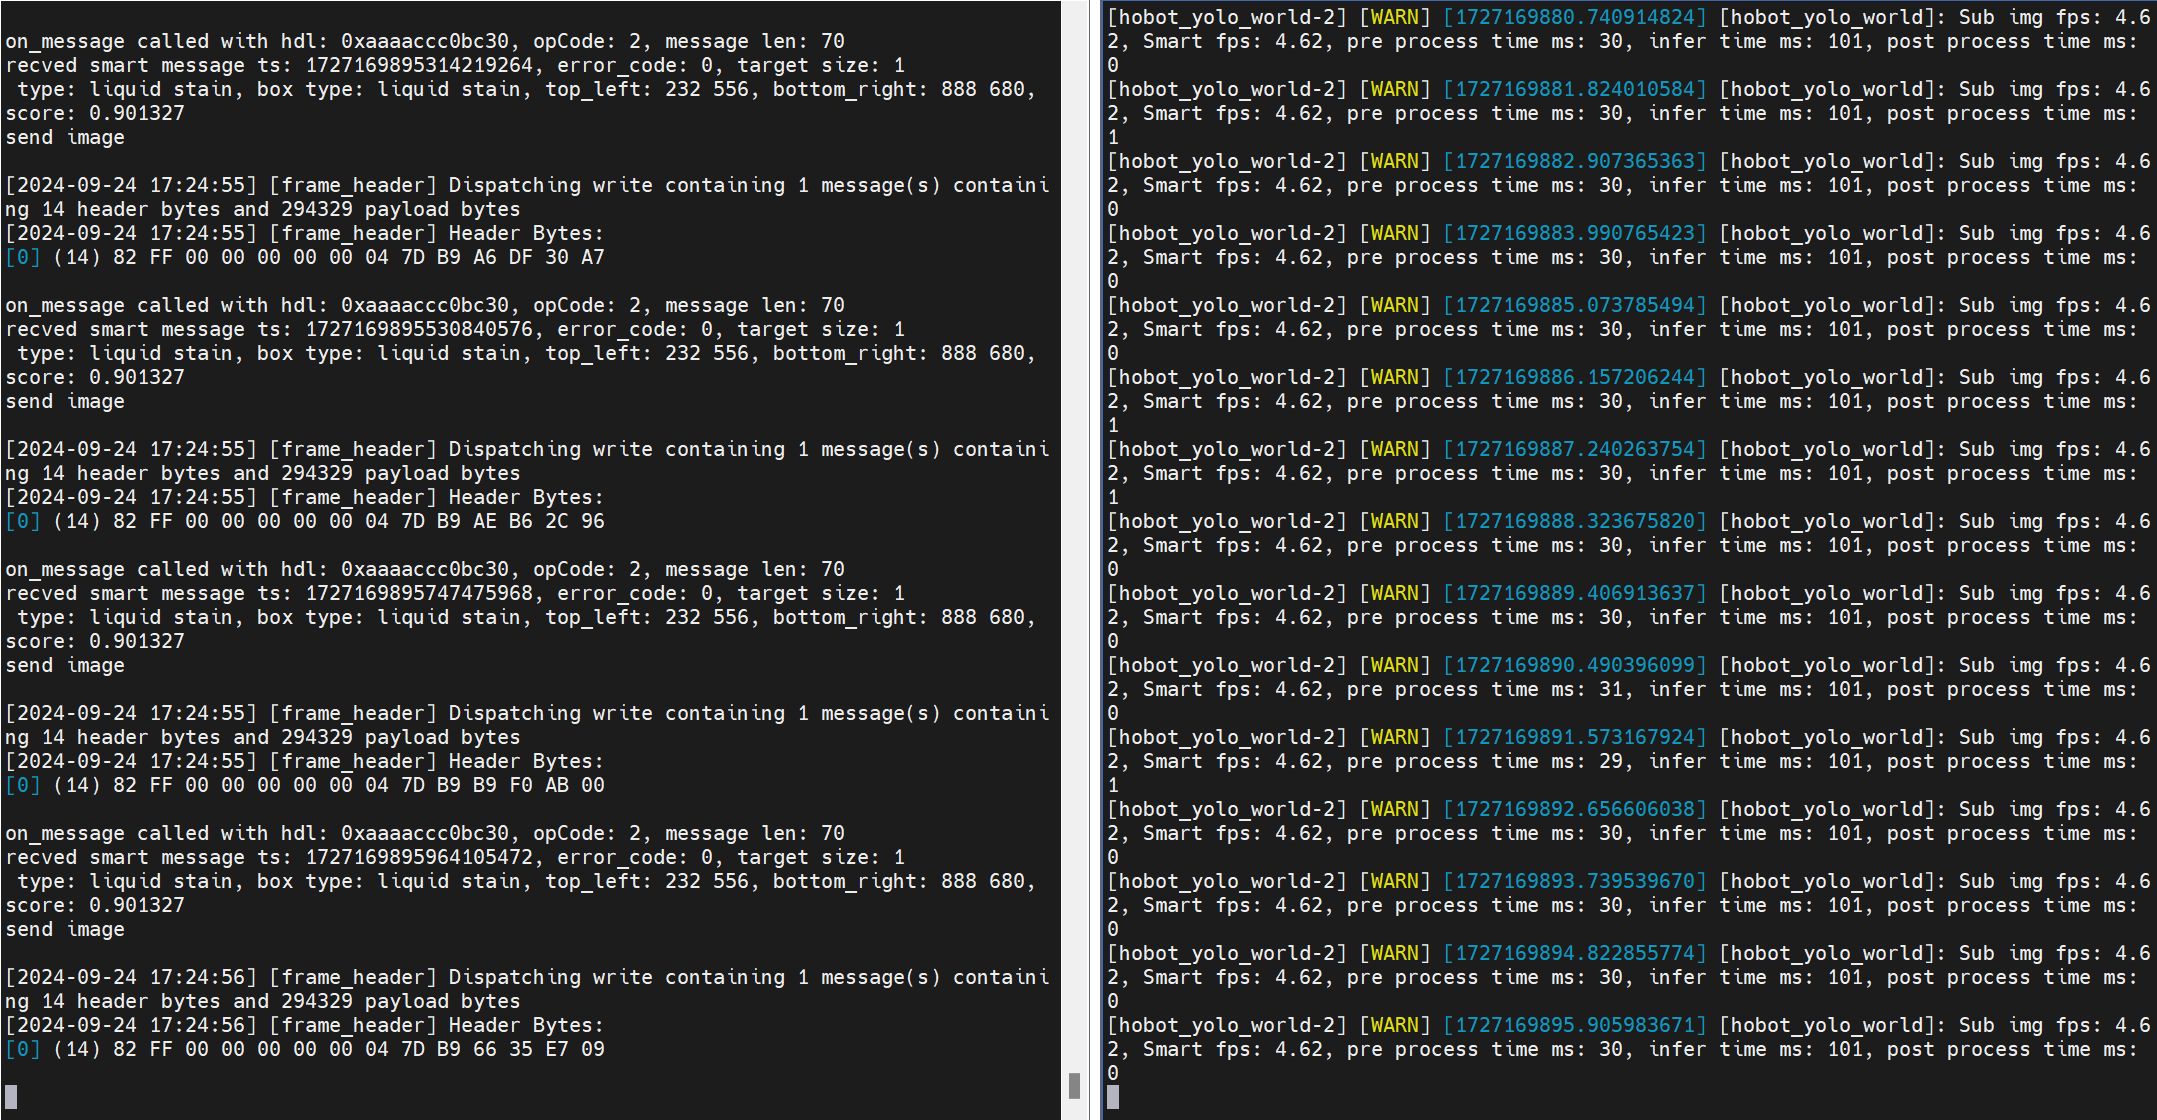 on_message called with hdl: 0xaaaaccc0bc30, opCode: 2, message len: 70
recved smart message ts: 1727169895314219264, error_code: 0, target size: 1
 type: liquid stain, box type: liquid stain, top_left: 232 556, bottom_right: 888 680,
score: 0.901327
send image
[2024-09-24 17:24:55] [frame_header] Dispatching write containing 1 message(s) containi
ng 14 header bytes and 294329 payload bytes
[2024-09-24 17:24:55] [frame_header] Header Bytes:
[0] (14) 82 FF 00 00 00 00 00 04 7D B9 A6 DF 30 A7
on_message called with hdl: 0xaaaaccc0bc30, opCode: 2, message len: 70
recved smart message ts: 1727169895530840576, error_code: 0, target size: 1
 type: liquid stain, box type: liquid stain, top_left: 232 556, bottom_right: 888 680,
score: 0.901327
send image
[2024-09-24 17:24:55] [frame_header] Dispatching write containing 1 message(s) containi
ng 14 header bytes and 294329 payload bytes
[2024-09-24 17:24:55] [frame_header] Header Bytes:
[0] (14) 82 FF 00 00 00 00 00 04 7D B9 AE B6 2C 96
on_message called with hdl: 0xaaaaccc0bc30, opCode: 2, message len: 70
recved smart message ts: 1727169895747475968, error_code: 0, target size: 1
 type: liquid stain, box type: liquid stain, top_left: 232 556, bottom_right: 888 680,
score: 0.901327
send image
[2024-09-24 17:24:55] [frame_header] Dispatching write containing 1 message(s) containi
ng 14 header bytes and 294329 payload bytes
[2024-09-24 17:24:55] [frame_header] Header Bytes:
[0] (14) 82 FF 00 00 00 00 00 04 7D B9 B9 F0 AB 00
on_message called with hdl: 0xaaaaccc0bc30, opCode: 2, message len: 70
recved smart message ts: 1727169895964105472, error_code: 0, target size: 1
 type: liquid stain, box type: liquid stain, top_left: 232 556, bottom_right: 888 680,
score: 0.901327
send image
[2024-09-24 17:24:56] [frame_header] Dispatching write containing 1 message(s) containi
ng 14 header bytes and 294329 payload bytes
[2024-09-24 17:24:56] [frame_header] Header Bytes:
[0] (14) 82 FF 00 00 00 00 00 04 7D B9 66 35 E7 09
[hobot_yolo_world-2] [WARN] [1727169880.740914824] [hobot_yolo_world]: Sub img fps: 4.6
2, Smart fps: 4.62, pre process time ms: 30, infer time ms: 101, post process time ms:
0
[hobot_yolo_world-2] [WARN] [1727169881.824010584] [hobot_yolo_world]: Sub img fps: 4.6
2, Smart fps: 4.62, pre process time ms: 30, infer time ms: 101, post process time ms:
1
[hobot_yolo_world-2] [WARN] [1727169882.907365363] [hobot_yolo_world]: Sub img fps: 4.6
2, Smart fps: 4.62, pre process time ms: 30, infer time ms: 101, post process time ms:
0
[hobot_yolo_world-2] [WARN] [1727169883.990765423] [hobot_yolo_world]: Sub img fps: 4.6
2, Smart fps: 4.62, pre process time ms: 30, infer time ms: 101, post process time ms:
0
[hobot_yolo_world-2] [WARN] [1727169885.073785494] [hobot_yolo_world]: Sub img fps: 4.6
2, Smart fps: 4.62, pre process time ms: 30, infer time ms: 101, post process time ms:
0
[hobot_yolo_world-2] [WARN] [1727169886.157206244] [hobot_yolo_world]: Sub img fps: 4.6
2, Smart fps: 4.62, pre process time ms: 30, infer time ms: 101, post process time ms:
1
[hobot_yolo_world-2] [WARN] [1727169887.240263754] [hobot_yolo_world]: Sub img fps: 4.6
2, Smart fps: 4.62, pre process time ms: 30, infer time ms: 101, post process time ms:
1
[hobot_yolo_world-2] [WARN] [1727169888.323675820] [hobot_yolo_world]: Sub img fps: 4.6
2, Smart fps: 4.62, pre process time ms: 30, infer time ms: 101, post process time ms:
0
[hobot_yolo_world-2] [WARN] [1727169889.406913637] [hobot_yolo_world]: Sub img fps: 4.6
2, Smart fps: 4.62, pre process time ms: 30, infer time ms: 101, post process time ms:
0
[hobot_yolo_world-2] [WARN] [1727169890.490396099] [hobot_yolo_world]: Sub img fps: 4.6
2, Smart fps: 4.62, pre process time ms: 31, infer time ms: 101, post process time ms:
0
[hobot_yolo_world-2] [WARN] [1727169891.573167924] [hobot_yolo_world]: Sub img fps: 4.6
2, Smart fps: 4.62, pre process time ms: 29, infer time ms: 101, post process time ms:
1
[hobot_yolo_world-2] [WARN] [1727169892.656606038] [hobot_yolo_world]: Sub img fps: 4.6
2, Smart fps: 4.62, pre process time ms: 30, infer time ms: 101, post process time ms:
0
[hobot_yolo_world-2] [WARN] [1727169893.739539670] [hobot_yolo_world]: Sub img fps: 4.6
2, Smart fps: 4.62, pre process time ms: 30, infer time ms: 101, post process time ms:
0
[hobot_yolo_world-2] [WARN] [1727169894.822855774] [hobot_yolo_world]: Sub img fps: 4.6
2, Smart fps: 4.62, pre process time ms: 30, infer time ms: 101, post process time ms:
0
[hobot_yolo_world-2] [WARN] [1727169895.905983671] [hobot_yolo_world]: Sub img fps: 4.6
2, Smart fps: 4.62, pre process time ms: 30, infer time ms: 101, post process time ms:
0